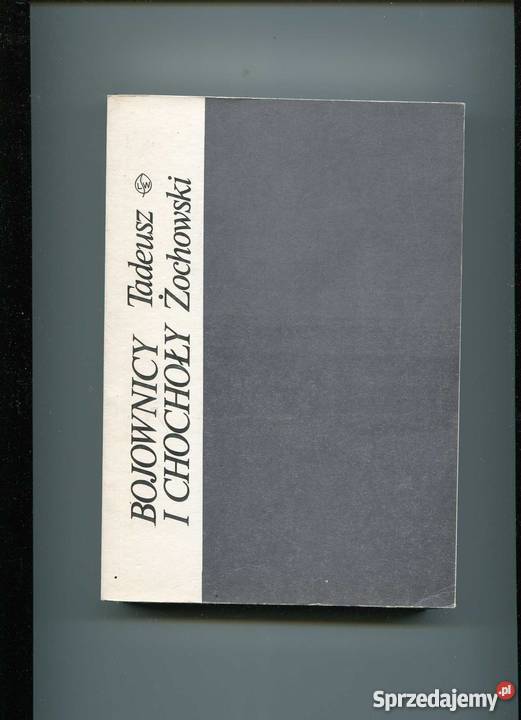 BOJOWNICY Tadeusz
I CHOCHOŁY Żochowski
Sprzedajemy.pl